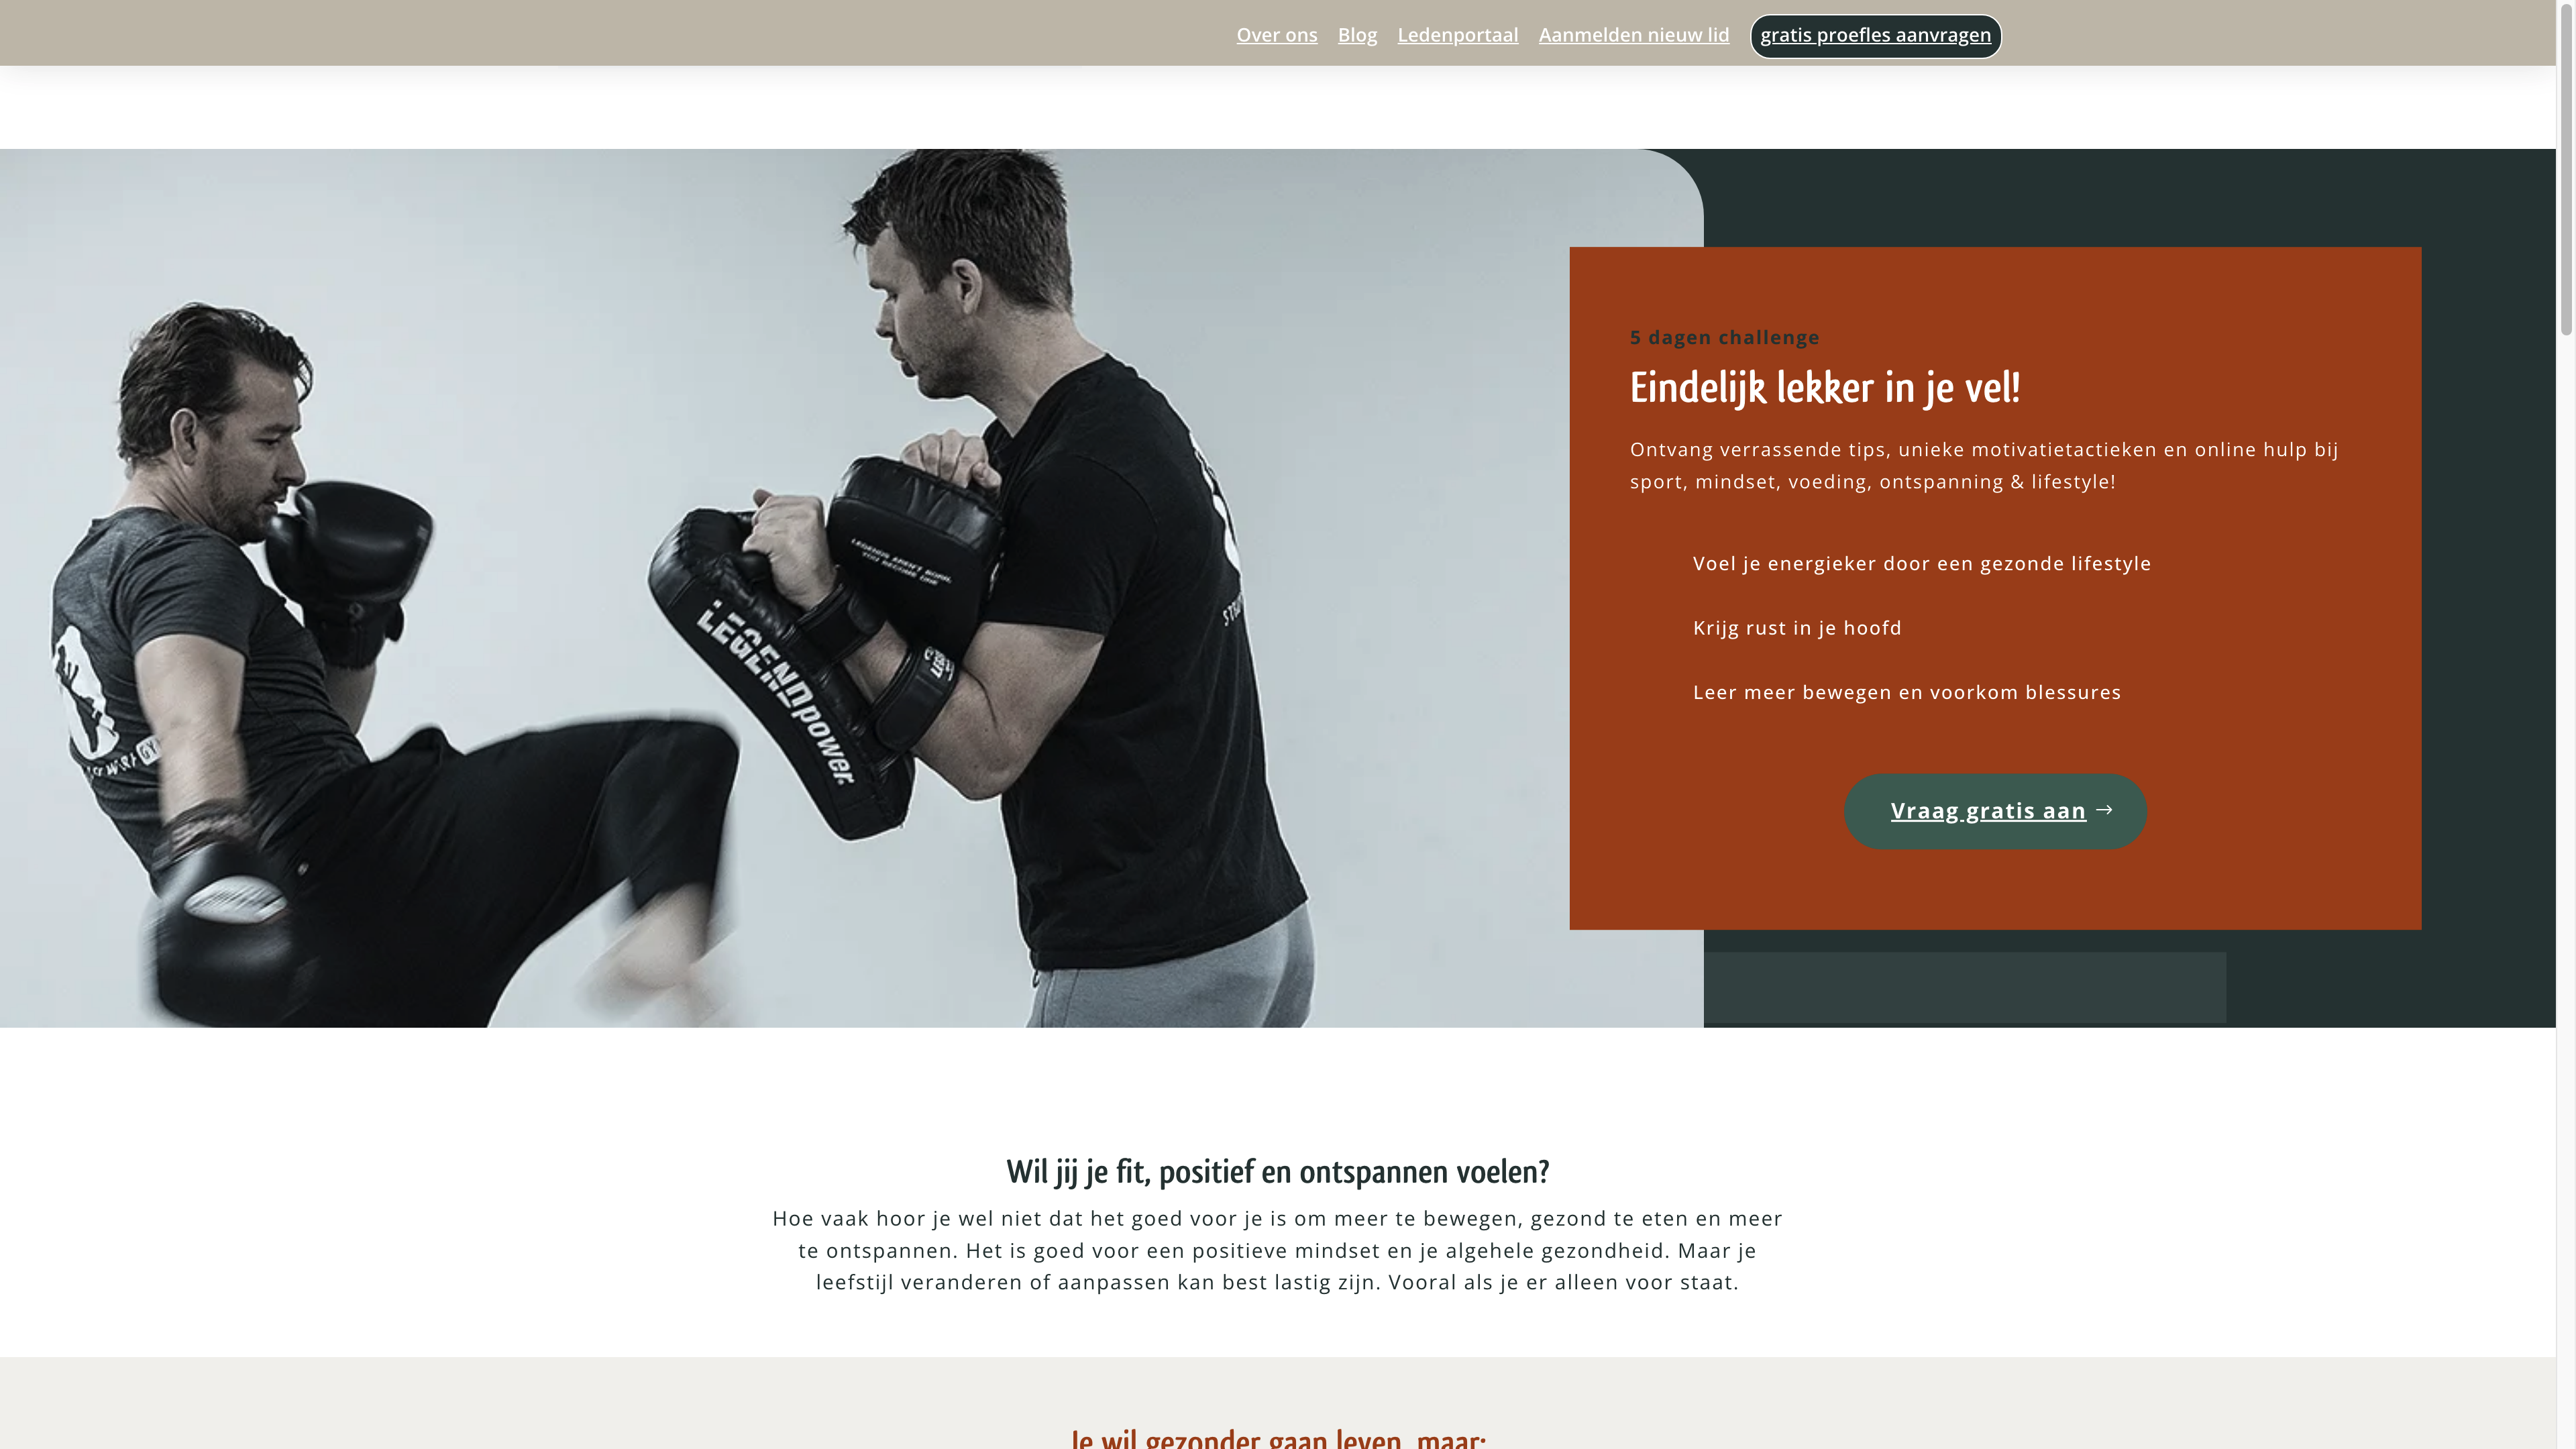 Over ons
Blog
Ledenportaal
Aanmelden nieuw lid
gratis proefles aanvragen
5 dagen challenge
Eindelijk lekker in je vel!
Ontvang verrassende tips, unieke motivatietactieken en online hulp bij
sport, mindset, voeding, ontspanning & lifestyle!
Voel je energieker door een gezonde lifestyle
Krijg rust in je hoofd
Leer meer bewegen en voorkom blessures
Vraag gratis aan →
LEGENDS AREN'T BORN,
YOU BECOME ONE
LEGENDpower
Wil jij je fit, positief en ontspannen voelen?
Hoe vaak hoor je wel niet dat het goed voor je is om meer te bewegen, gezond te eten en meer
te ontspannen. Het is goed voor een positieve mindset en je algehele gezondheid. Maar je
leefstijl veranderen of aanpassen kan best lastig zijn. Vooral als je er alleen voor staat.
Je wil gezonder gaan leven, maar: